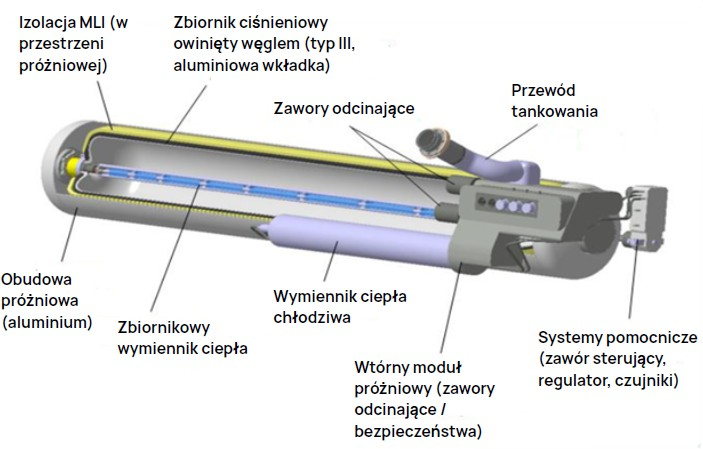 Izolacja MLI (w
przestrzeni
próżniowej)
Zbiornik ciśnieniowy
owinięty węglem (typ III,
aluminiowa wkładka)
Zawory odcinające
Przewód
tankowania
Obudowa
próżniowa
(aluminium)
Zbiornikowy
wymiennik ciepła
Wymiennik ciepła
chłodziwa
Wtórny moduł
próżniowy (zawory
odcinające /
bezpieczeństwa)
Systemy pomocnicze
(zawór sterujący,
regulator, czujniki)